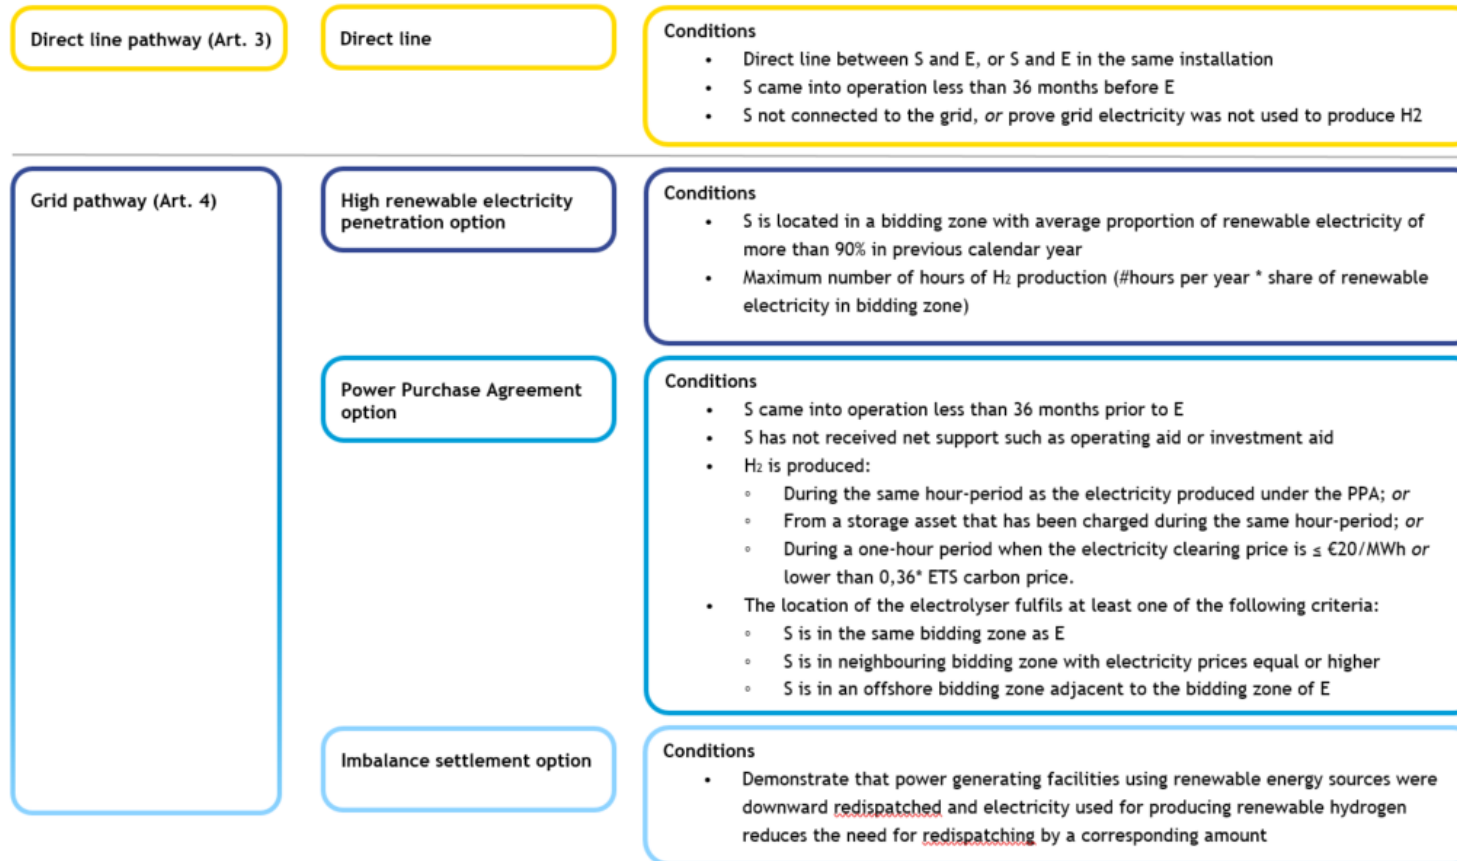 Direct line pathway (Art. 3)
Direct line
Conditions
• Direct line between S and E, or S and E in the same installation
• S came into operation less than 36 months before E
• S not connected to the grid, or prove grid electricity was not used to produce H2
Grid pathway (Art. 4)
High renewable electricity
penetration option
Conditions
• S is located in a bidding zone with average proportion of renewable electricity of
more than 90% in previous calendar year
• Maximum number of hours of H₂ production (#hours per year * share of renewable
electricity in bidding zone)
Power Purchase Agreement
option
Conditions
• S came into operation less than 36 months prior to E
• S has not received net support such as operating aid or investment aid
• H₂ is produced:
◦ During the same hour-period as the electricity produced under the PPA; or
◦ From a storage asset that has been charged during the same hour-period; or
◦ During a one-hour period when the electricity clearing price is ≤ €20/MWh or
lower than 0,36* ETS carbon price.
• The location of the electrolyser fulfils at least one of the following criteria:
◦ S is in the same bidding zone as E
◦ S is in neighbouring bidding zone with electricity prices equal or higher
◦ S is in an offshore bidding zone adjacent to the bidding zone of E
Imbalance settlement option
Conditions
• Demonstrate that power generating facilities using renewable energy sources were
downward redispatched and electricity used for producing renewable hydrogen
reduces the need for redispatching by a corresponding amount